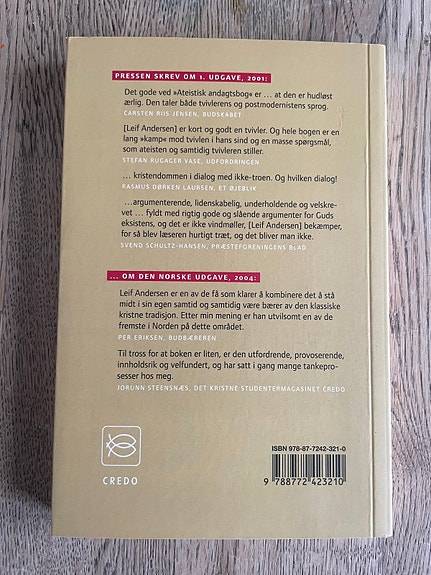 PRESSEN SKREV OM 1. UDGAVE, 2001:
Det gode ved »Ateistisk andagtsbog« er … at den er hudløst
ærlig. Den taler både tvivlerens og postmodernistens sprog.
CARSTEN RIIS JENSEN, BUDSKABET
[Leif Andersen] er kort og godt en tvivler. Og hele bogen er en
lang »kamp« mod tvivlen i hans sind og en masse spørgsmål,
som ateisten og samtidig tvivleren stiller.
STEFAN RUGAGER VASE, UDFORDRINGEN
… kristendommen i dialog med ikke-troen. Og hvilken dialog!
RASMUS DØRKEN LAURSEN, ET ØJEBLIK
…argumenterende, lidenskabelig, underholdende og velskre-
vet … fyldt med rigtig gode og slående argumenter for Guds
eksistens, og det er ikke vindmøller, [Leif Andersen] bekæmper,
for så blev læseren hurtigt træt, og det bliver man ikke.
SVEND SCHULTZ-HANSEN, PRÆSTEFORENINGENS BLAD
… OM DEN NORSKE UDGAVE, 2004:
Leif Andersen er en av de få som klarer å kombinere det å stå
midt i sin egen samtid og samtidig være bærer av den klassiske
kristne tradisjon. Etter min mening er han utvilsomt en av de
fremste i Norden på dette området.
PER ERIKSEN, BUDBÆREREN
Til tross for at boken er liten, er den utfordrende, provoserende,
innholdsrik og velfundert, og har satt i gang mange tankepro-
sesser hos meg.
JORUNN STEENSNÆS, DET KRISTNE STUDENTERMAGASINET CREDO
CREDO
ISBN 978-87-7242-321-0
9 788772 423210